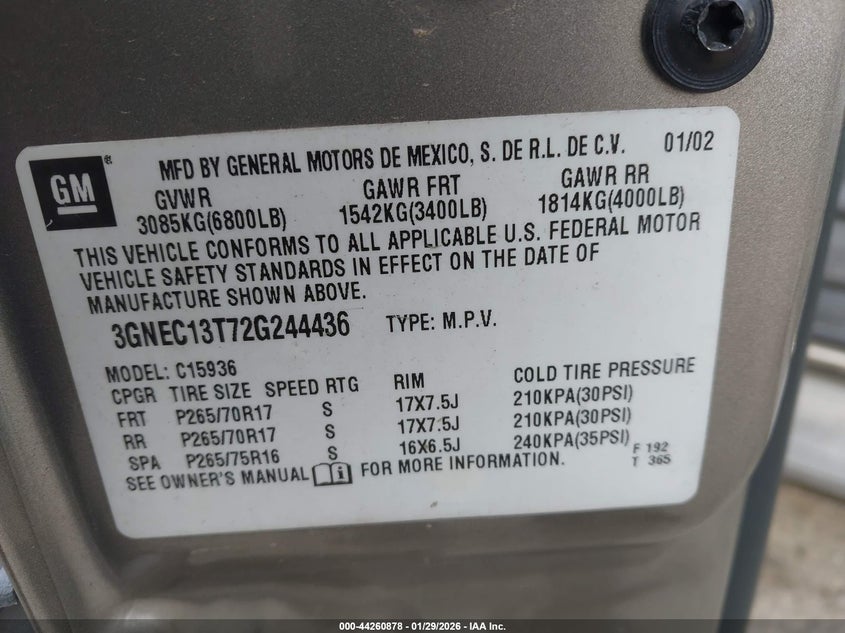 GM ®
MFD BY GENERAL MOTORS DE MEXICO, S. DE R.L. DE C.V. 01/02
GVWR GAWR FRT GAWR RR
3085KG(6800LB) 1542KG(3400LB) 1814KG(4000LB)
THIS VEHICLE CONFORMS TO ALL APPLICABLE U.S. FEDERAL MOTOR
VEHICLE SAFETY STANDARDS IN EFFECT ON THE DATE OF
MANUFACTURE SHOWN ABOVE.
3GNEC13T72G244436 TYPE: M.P.V.
MODEL: C15936
CPGR TIRE SIZE SPEED RTG RIM COLD TIRE PRESSURE
FRT P265/70R17 S 17X7.5J 210KPA(30PSI)
RR P265/70R17 S 17X7.5J 210KPA(30PSI)
SPA P265/75R16 S 16X6.5J 240KPA(35PSI)
SEE OWNER'S MANUAL FOR MORE INFORMATION.
F 192
T 365
000-44260878 - 01/29/2026 - IAA Inc.